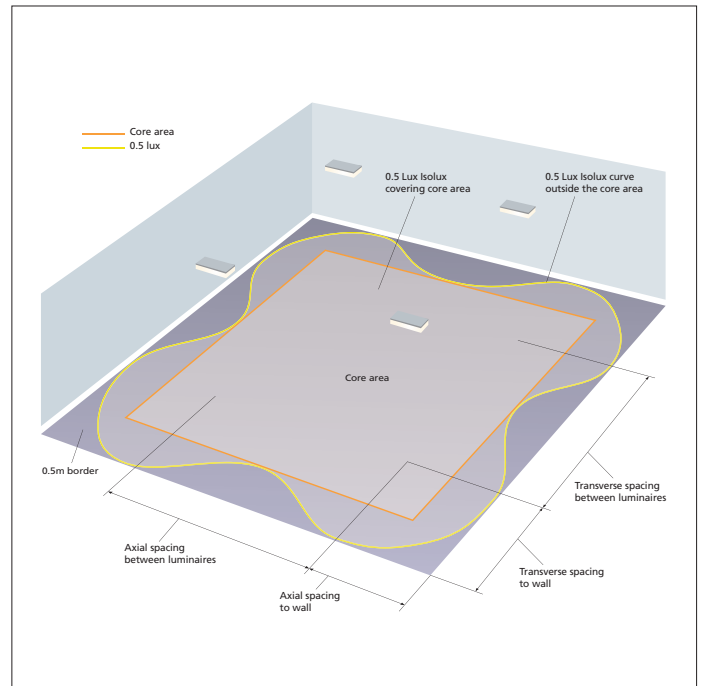 Core area
0.5 lux
0.5 Lux Isolux
covering core area
0.5 Lux Isolux curve
outside the core area
Core area
0.5m border
Axial spacing
between luminaires
Axial spacing
to wall
Transverse spacing
to wall
Transverse spacing
between luminaires